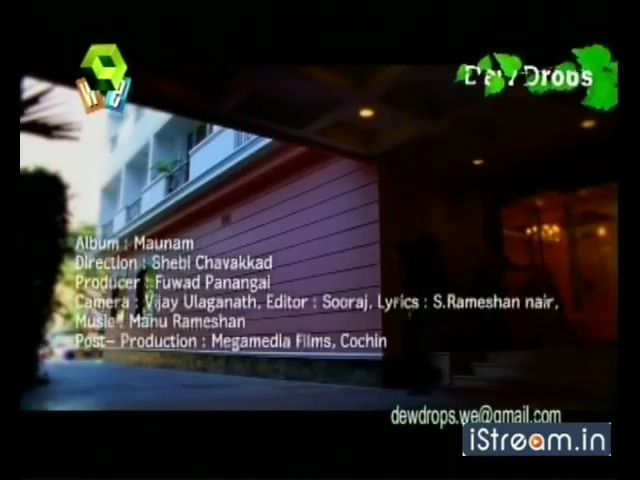 Dew Drops
Album : Maunam
Direction : Shebi Chavakkad
Producer : Fuwad Panangai
Camera : Vijay Ulaganath, Editor : Sooraj, Lyrics : S.Rameshan nair,
Music : Manu Rameshan
Post- Production : Megamedia Films, Cochin
dewdrops.we@gmail.com
iStream.in